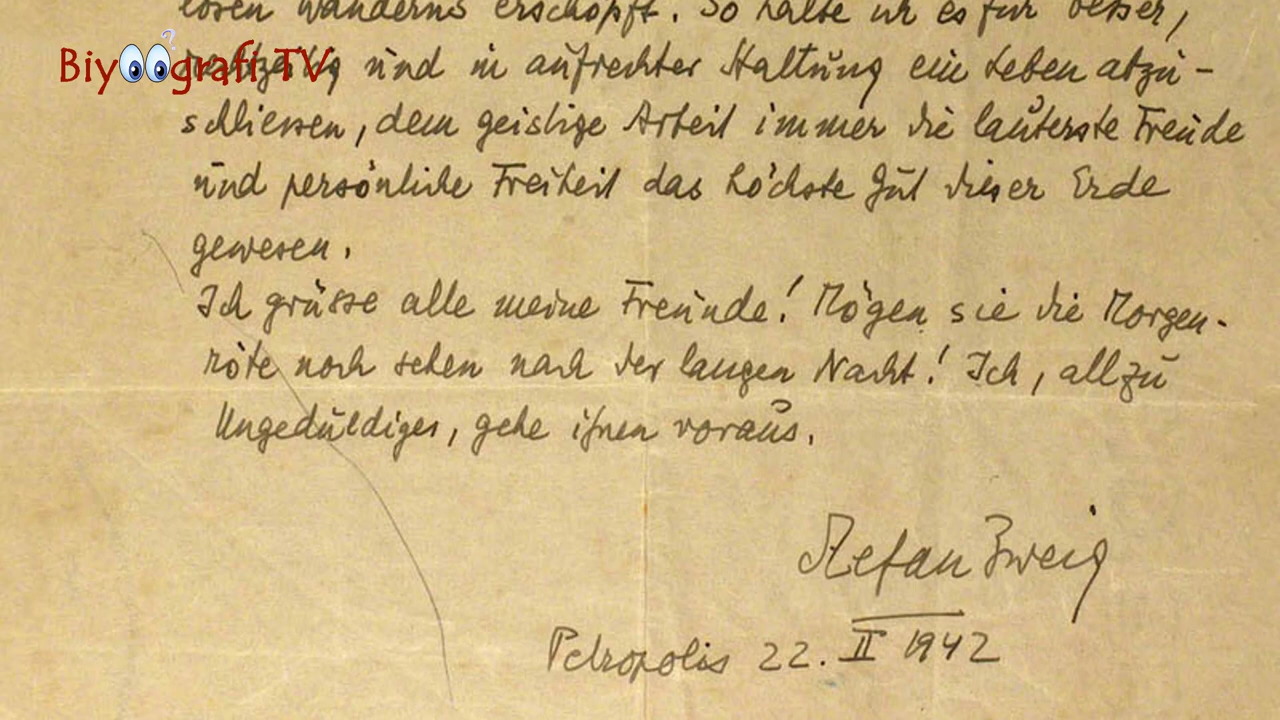 losen Wanderns erschöpft. So halte ich es für besser,
Biyografi TV
rechtzeitig und in aufrechter Haltung ein Leben abzu-
schliessen, dem geistige Arbeit immer die lauterste Freude
und persönliche Freiheit das höchste Gut dieser Erde
gewesen.
Ich grüsse alle meine Freunde! Mögen sie die Morgen-
röte noch sehen nach der langen Nacht! Ich, allzu
Ungeduldiger, gehe ihnen voraus.
Stefan Zweig
Petropolis 22. II 1942